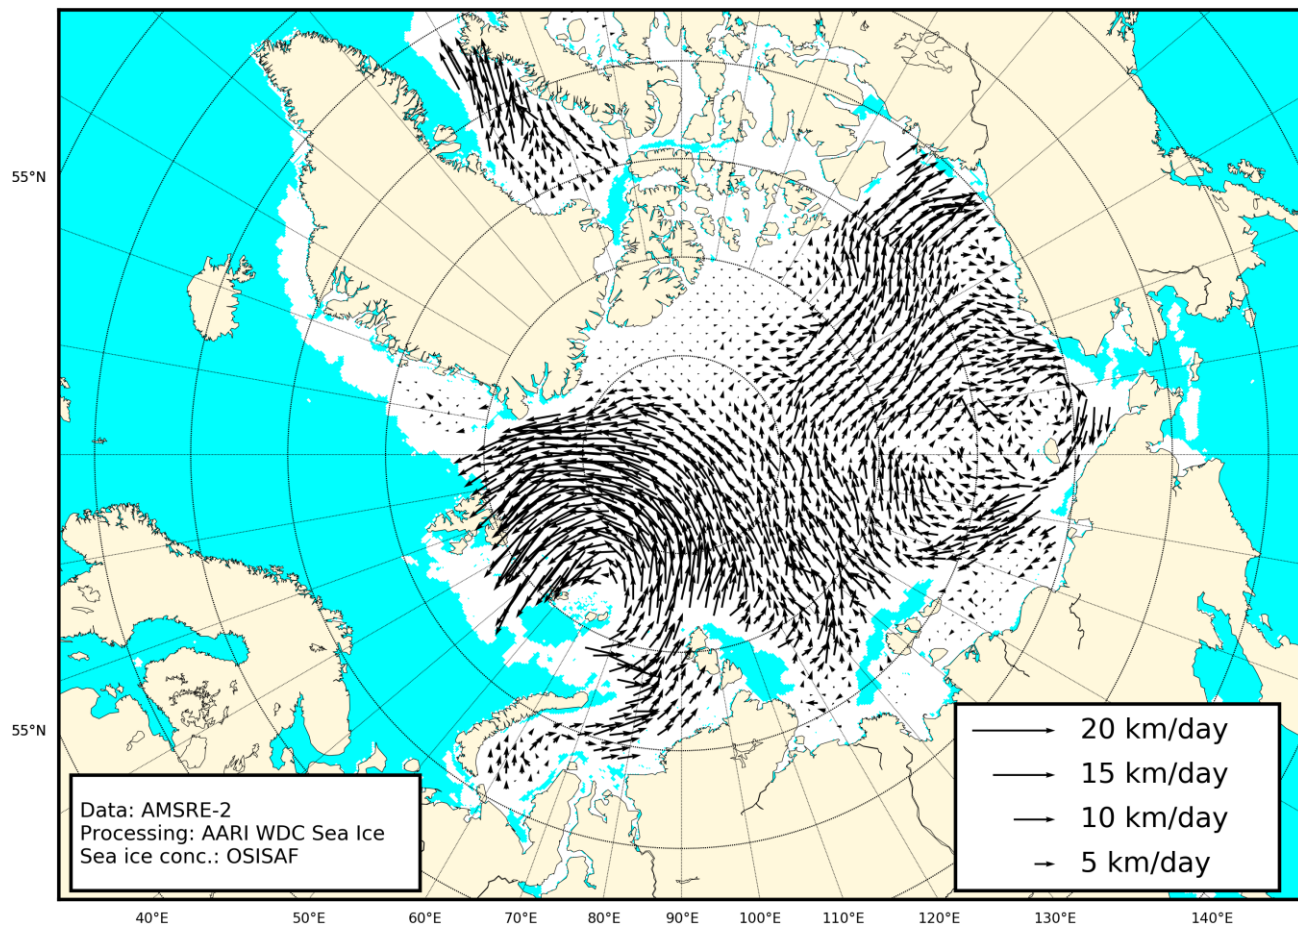 55°N
55°N
20 km/day
15 km/day
10 km/day
5 km/day
Data: AMSRE-2
Processing: AARI WDC Sea Ice
Sea ice conc.: OSISAF
40°E 50°E 60°E 70°E 80°E 90°E 100°E 110°E 120°E 130°E 140°E